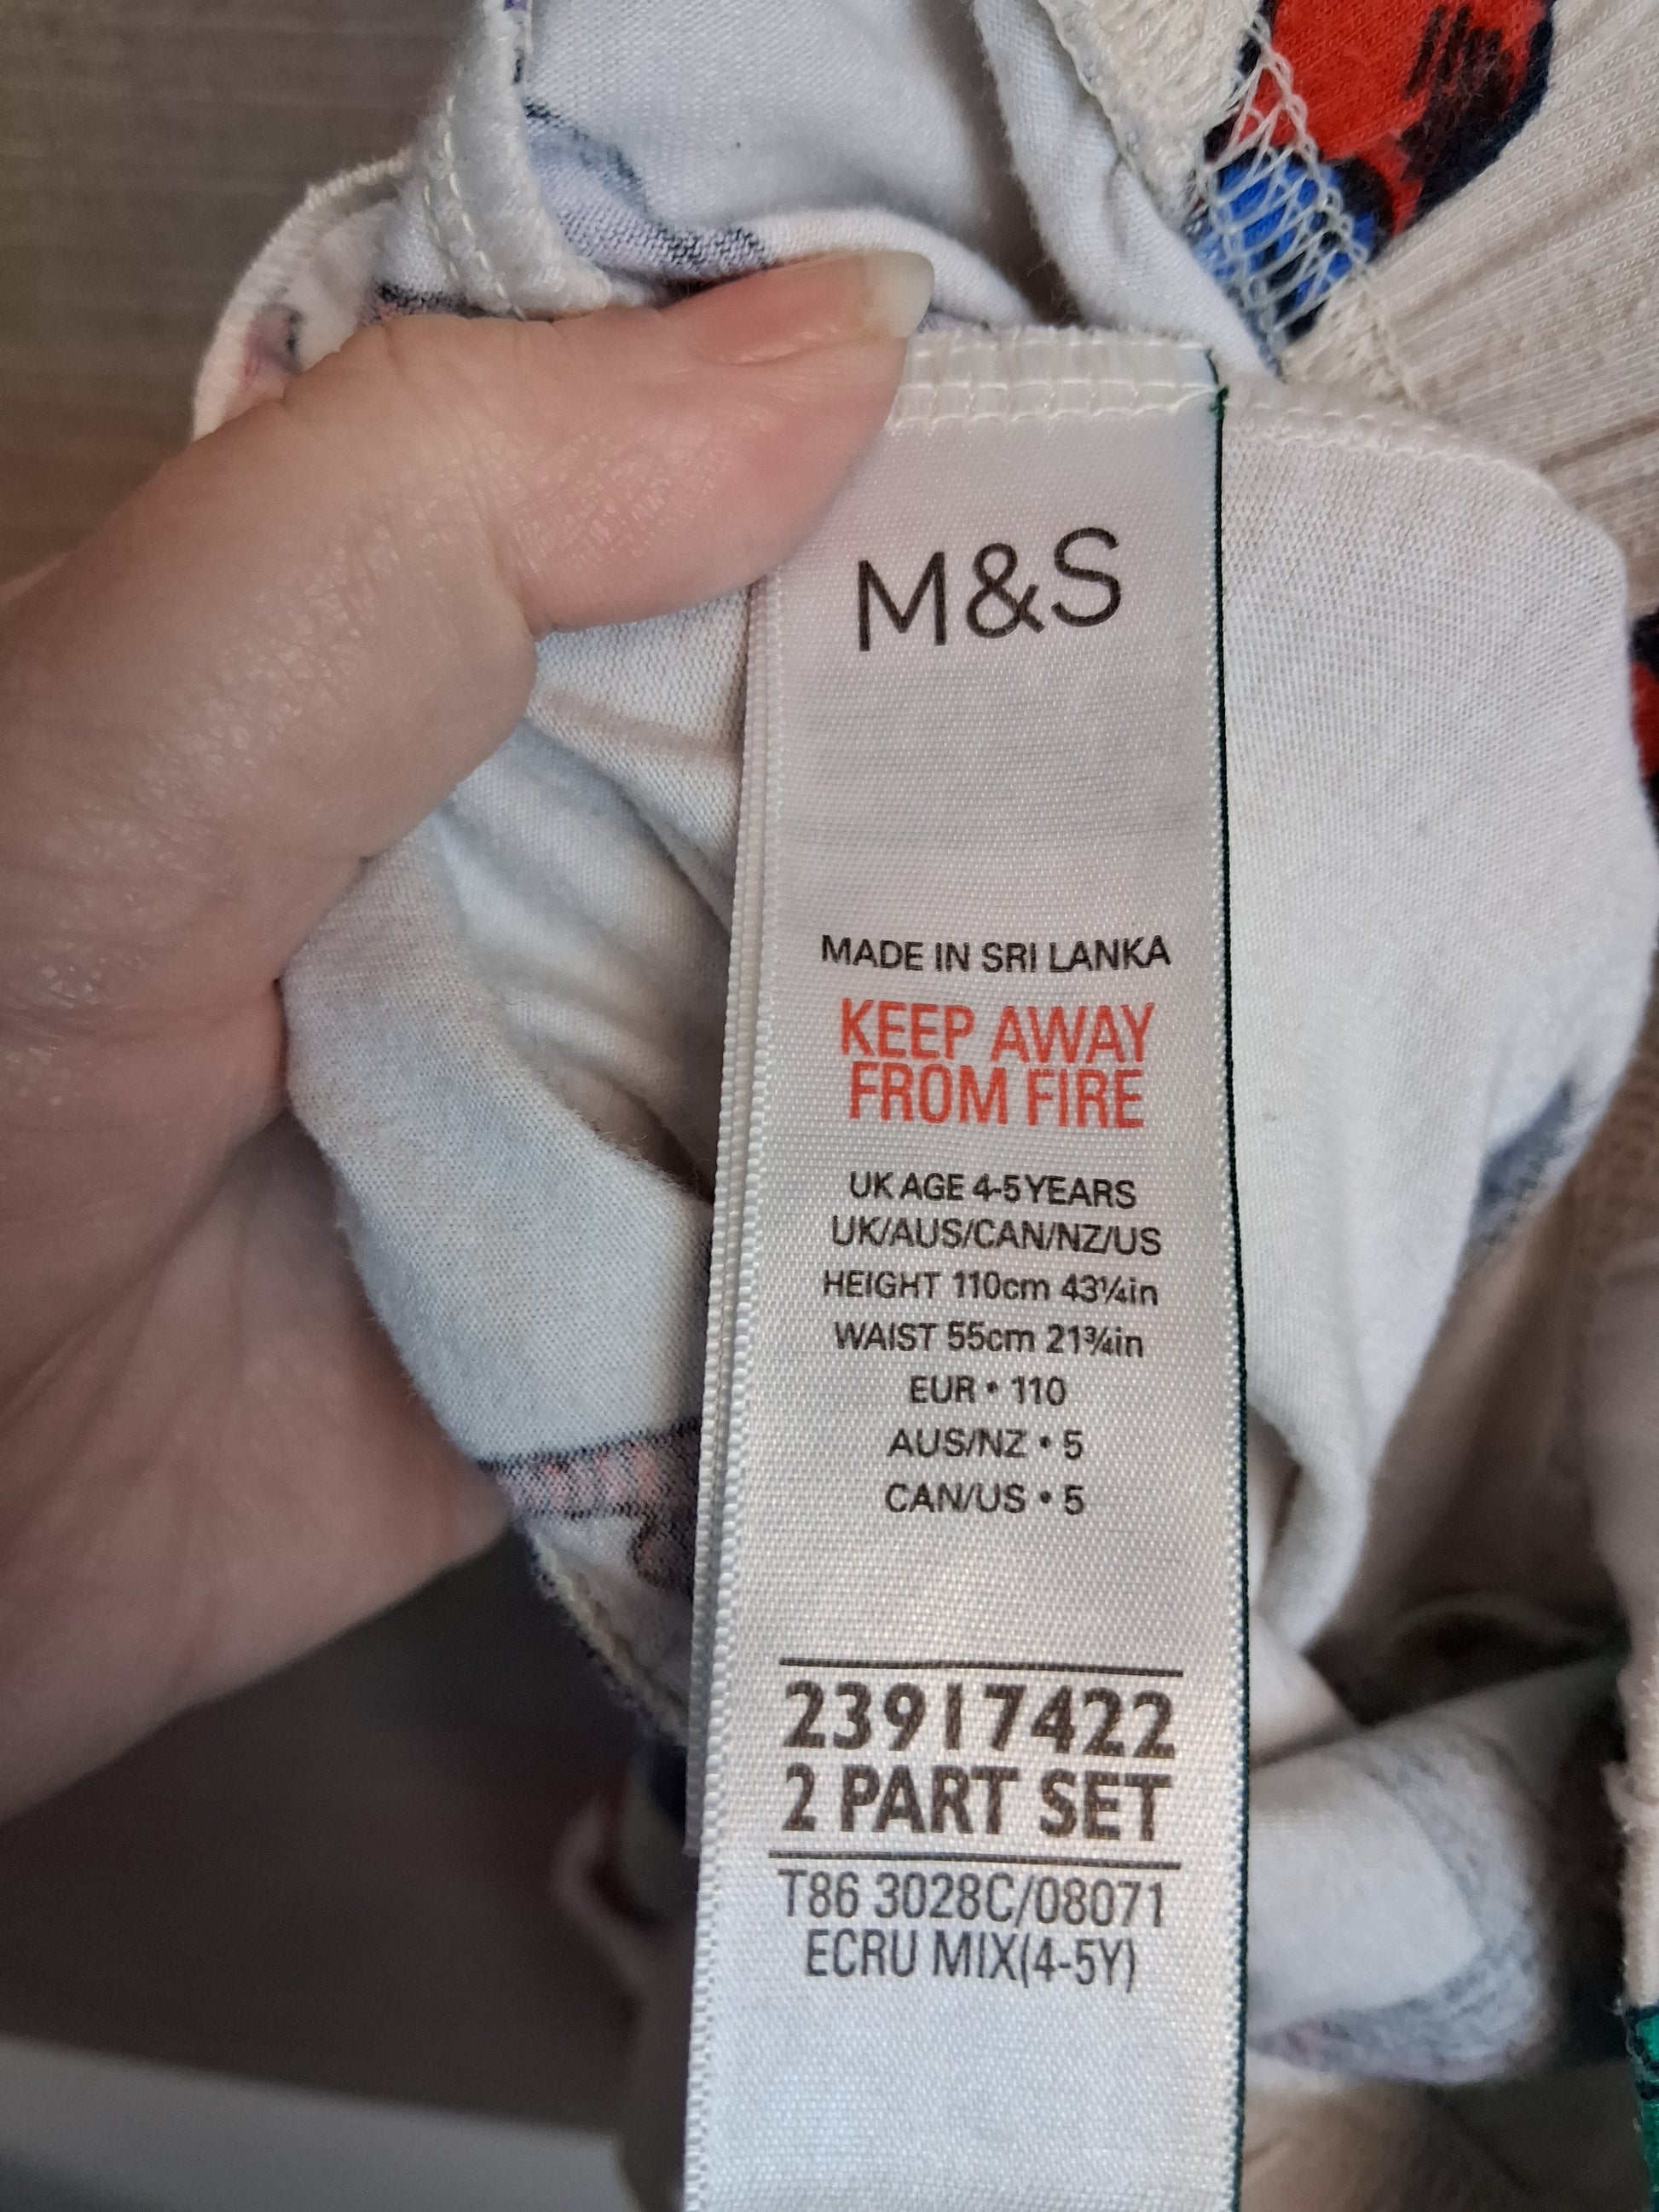 M&S
MADE IN SRI LANKA
KEEP AWAY
FROM FIRE
UK AGE 4-5 YEARS
UK/AUS/CAN/NZ/US
HEIGHT 110cm 43¼in
WAIST 55cm 21¾in
EUR • 110
AUS/NZ • 5
CAN/US • 5
23917422
2 PART SET
T86 3028C/08071
ECRU MIX(4-5Y)